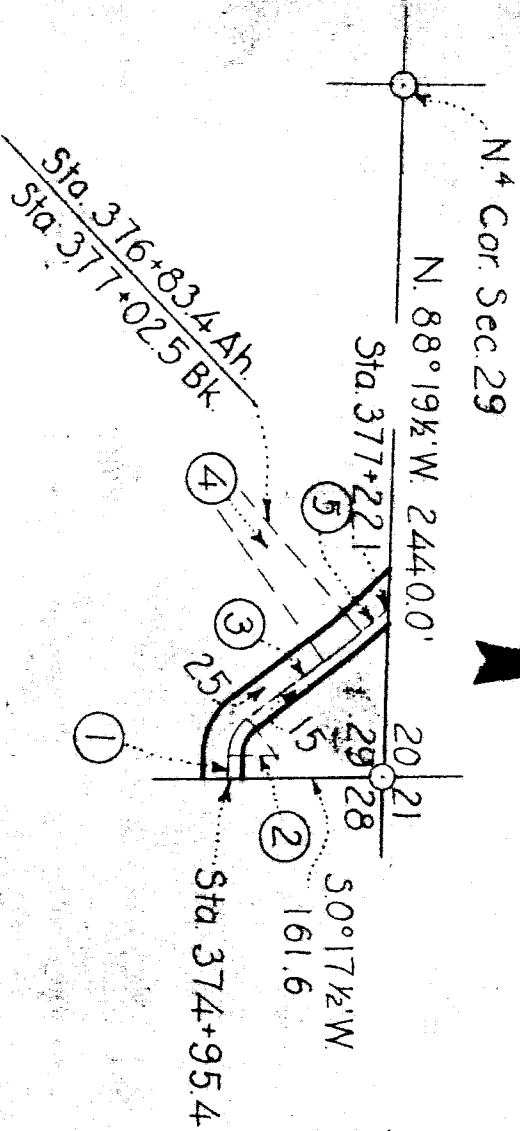 N.⁴ Cor. Sec. 29
N. 88°19½'W. 2440.0'
Sta. 376+83.4 Ah.
Sta. 377+02.5 Bk.
Sta. 377+22.1
5
4
3
25
15
1
2
20
21
29
28
S.0°17½'W.
161.6
Sta. 374+95.4